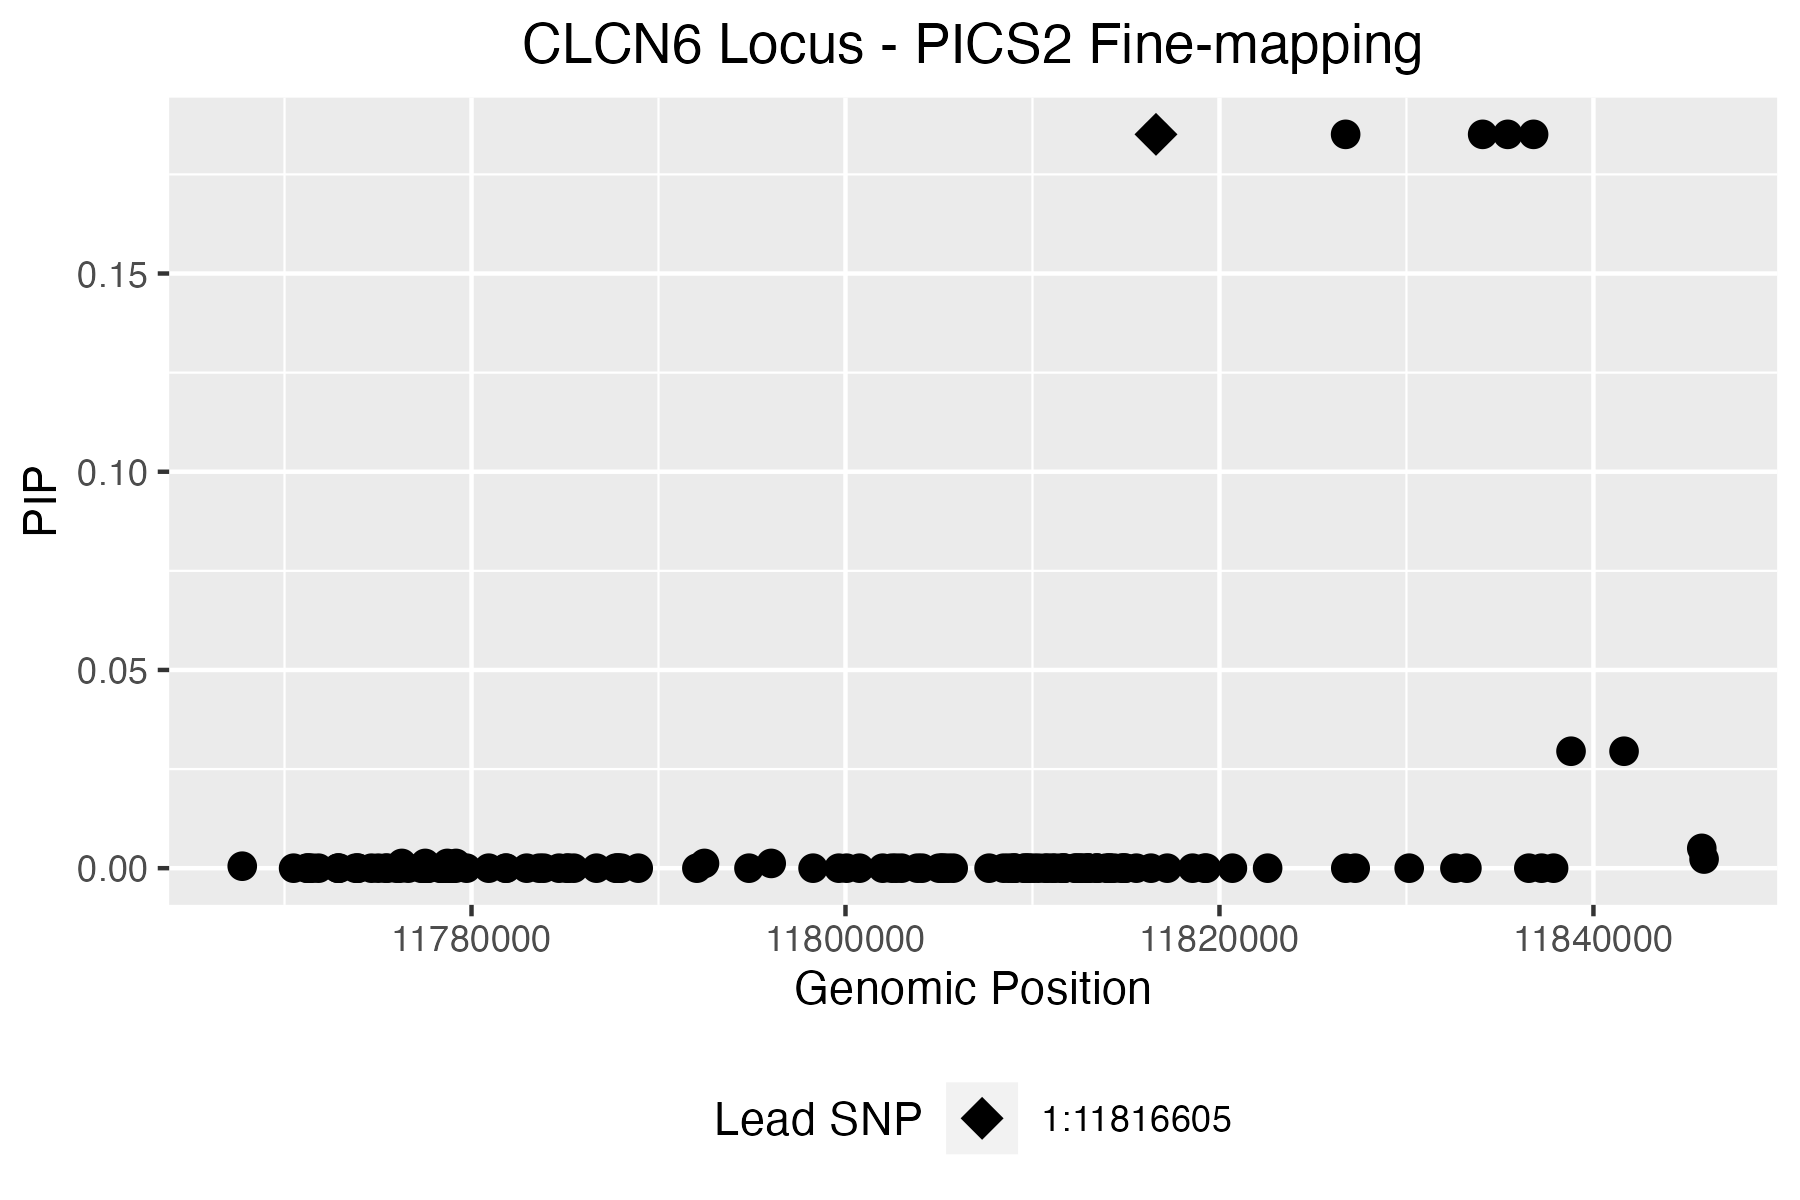 CLCN6 Locus - PICS2 Fine-mapping
PIP
0.15
0.10
0.05
0.00
11780000 11800000 11820000 11840000
Genomic Position
Lead SNP 1:11816605